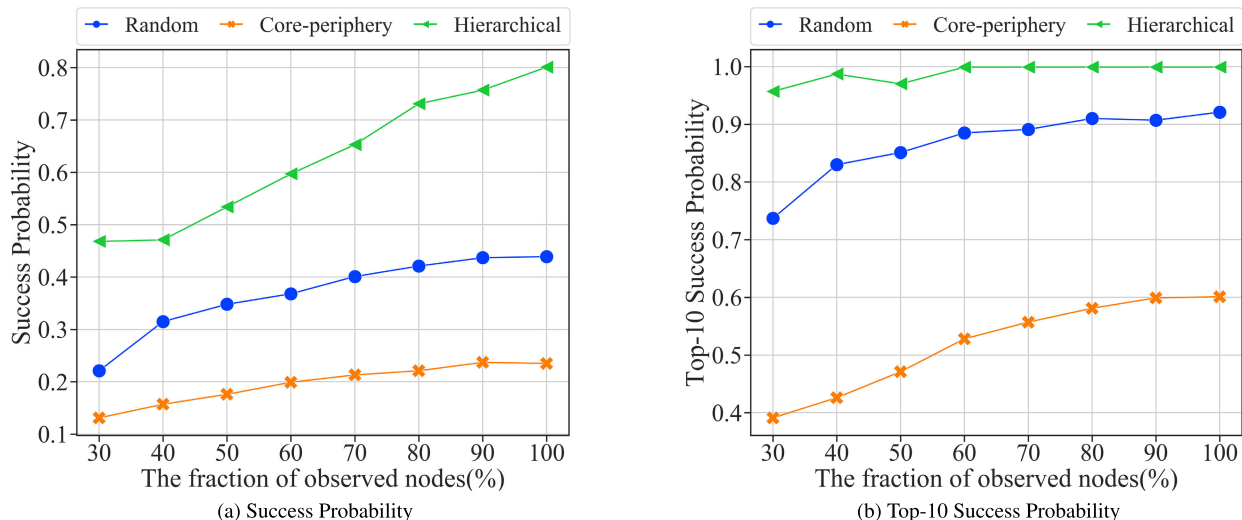 Random Core-periphery Hierarchical
0.8
0.7
0.6
0.5
0.4
0.3
0.2
0.1
Success Probability
30 40 50 60 70 80 90 100
The fraction of observed nodes(%)
(a) Success Probability
Random Core-periphery Hierarchical
1.0
0.9
0.8
0.7
0.6
0.5
0.4
Top-10 Success Probability
30 40 50 60 70 80 90 100
The fraction of observed nodes(%)
(b) Top-10 Success Probability